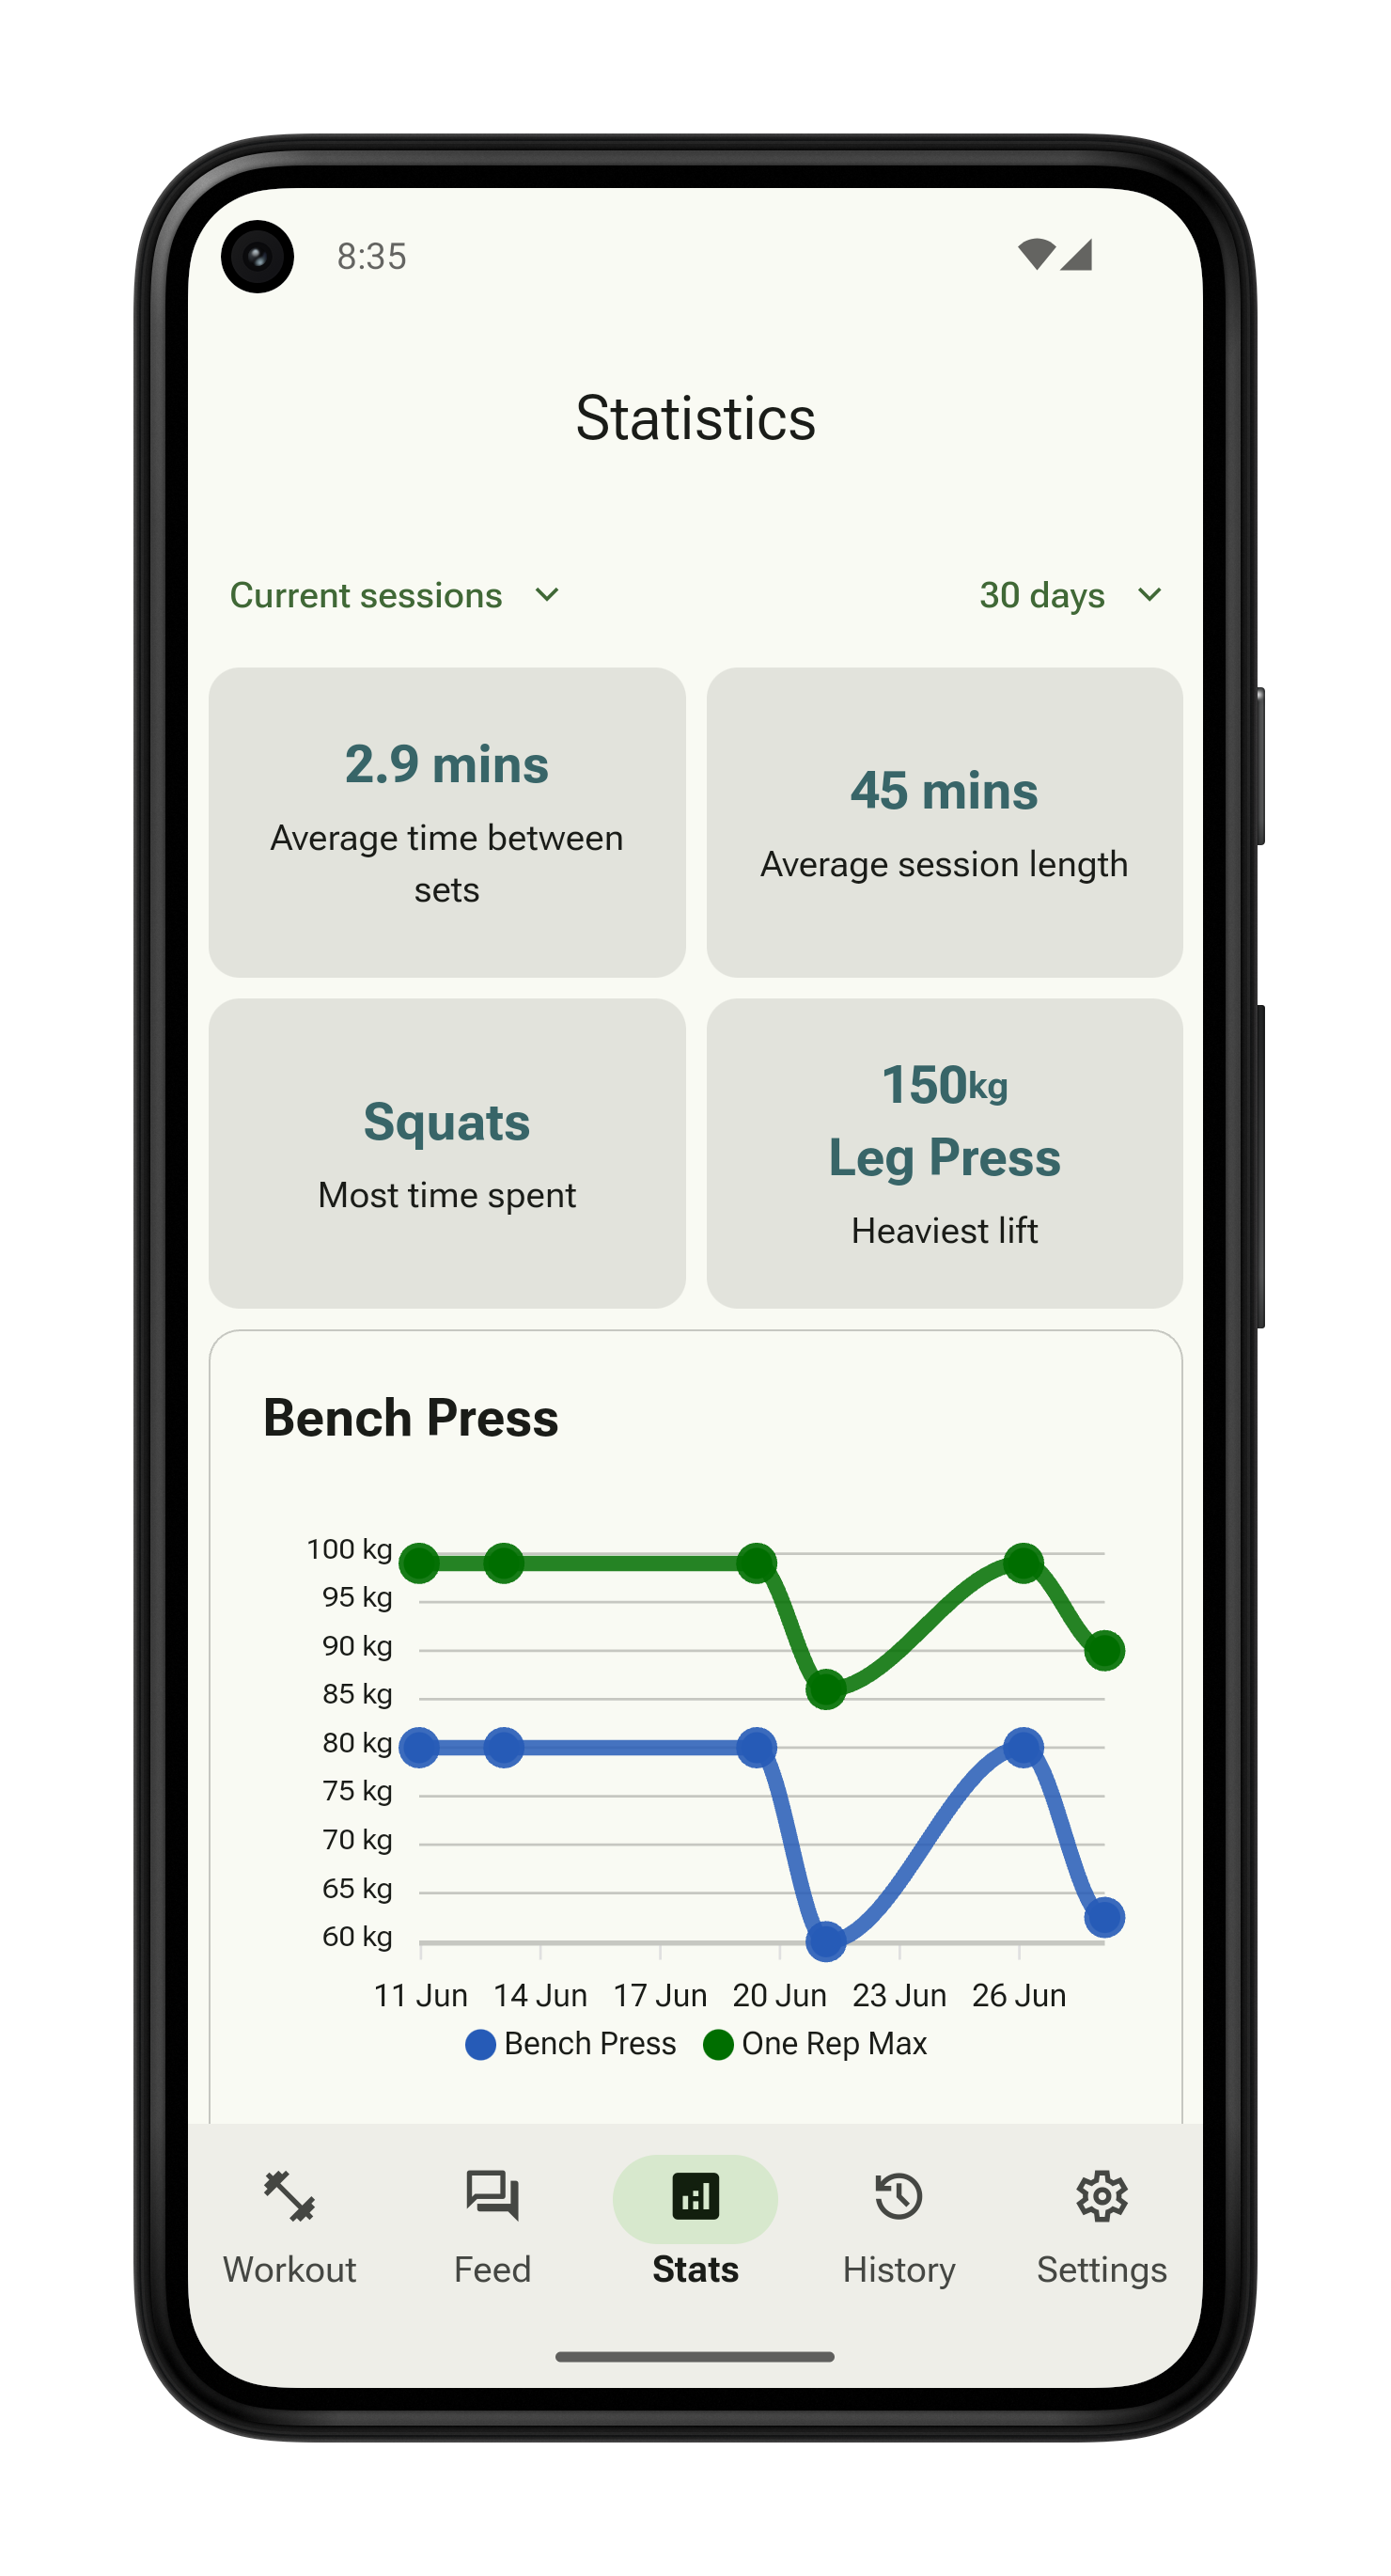 8:35
Statistics
Current sessions
30 days
2.9 mins
Average time between
sets
45 mins
Average session length
Squats
Most time spent
150kg
Leg Press
Heaviest lift
Bench Press
100 kg
95 kg
90 kg
85 kg
80 kg
75 kg
70 kg
65 kg
60 kg
11 Jun 14 Jun 17 Jun 20 Jun 23 Jun 26 Jun
Bench Press One Rep Max
Workout Feed Stats History Settings